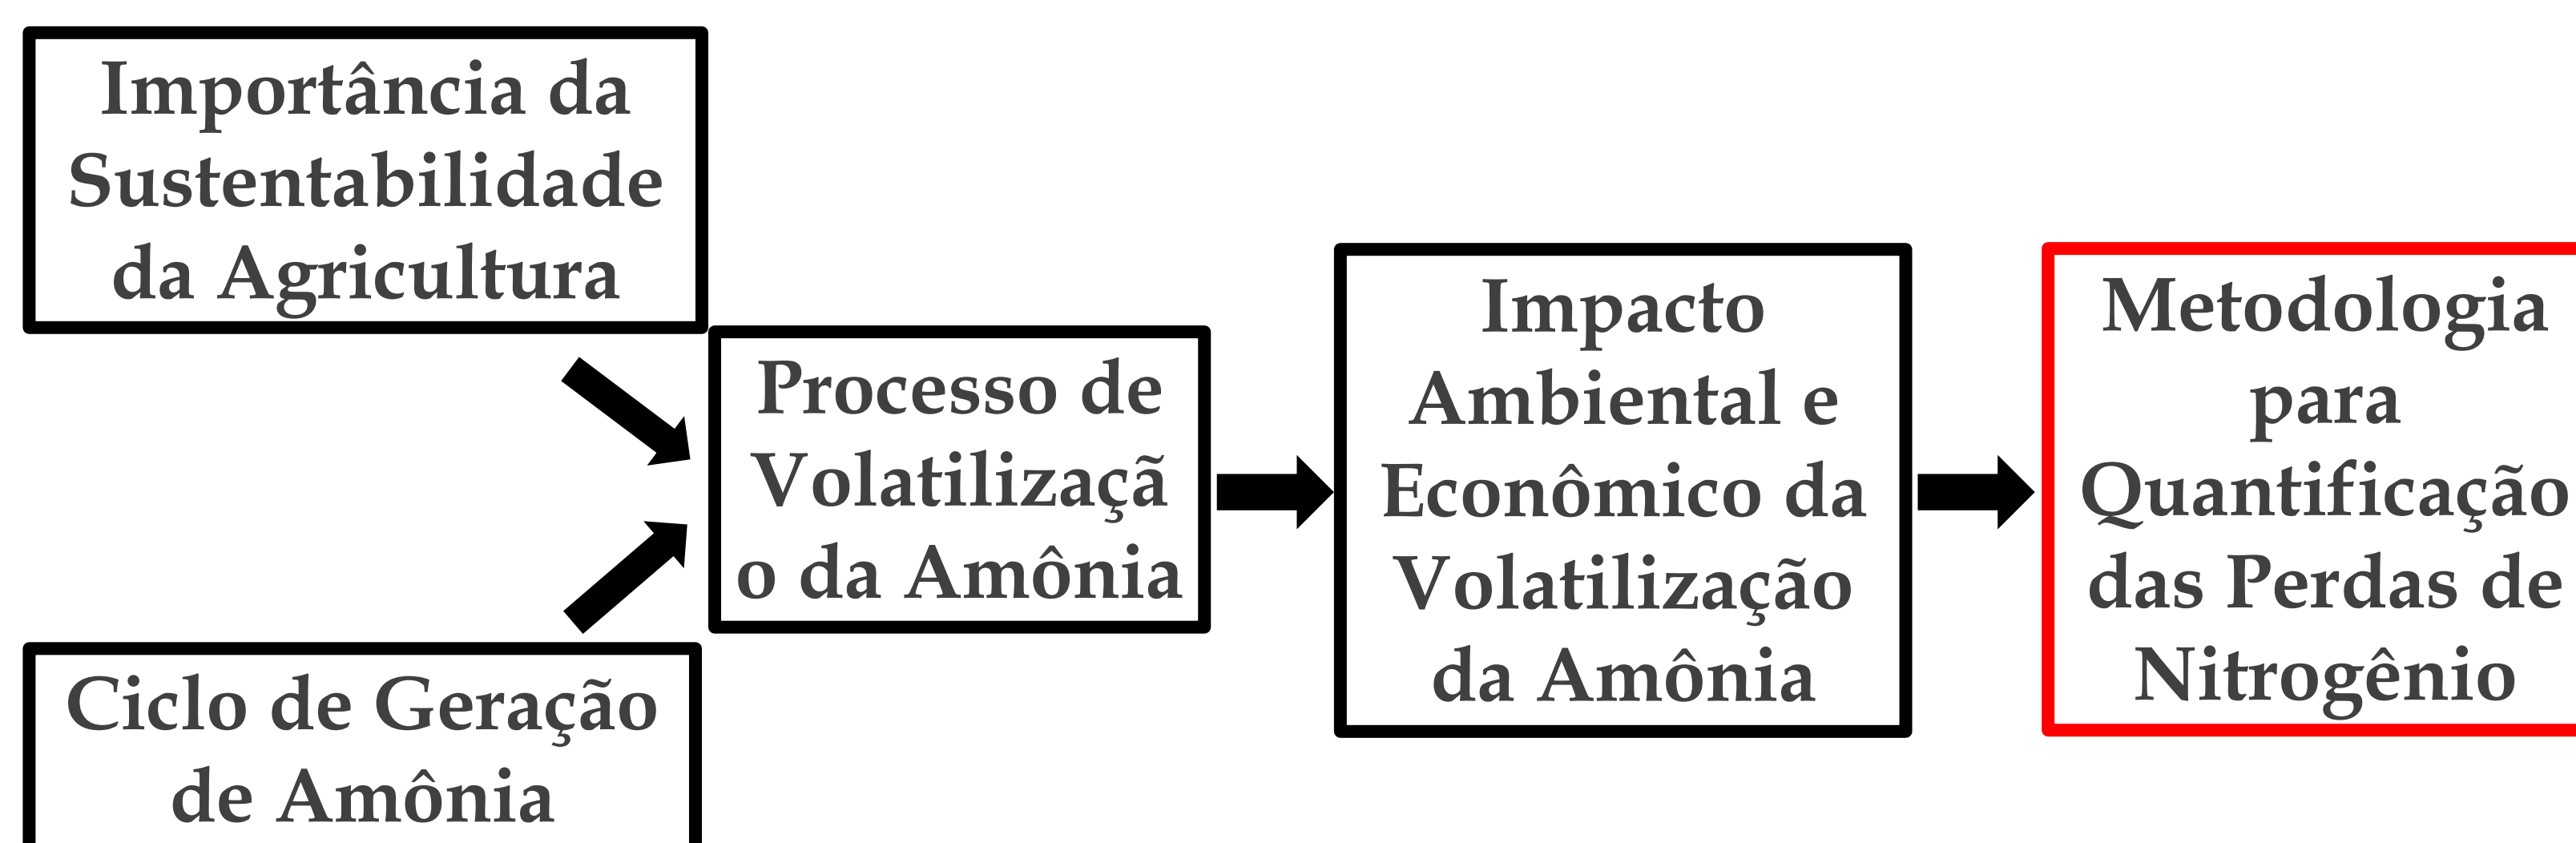 Importância da
Sustentabilidade
da Agricultura
Ciclo de Geração
de Amônia
Processo de
Volatilizaçã
o da Amônia
Impacto
Ambiental e
Econômico da
Volatilização
da Amônia
Metodologia
para
Quantificação
das Perdas de
Nitrogênio